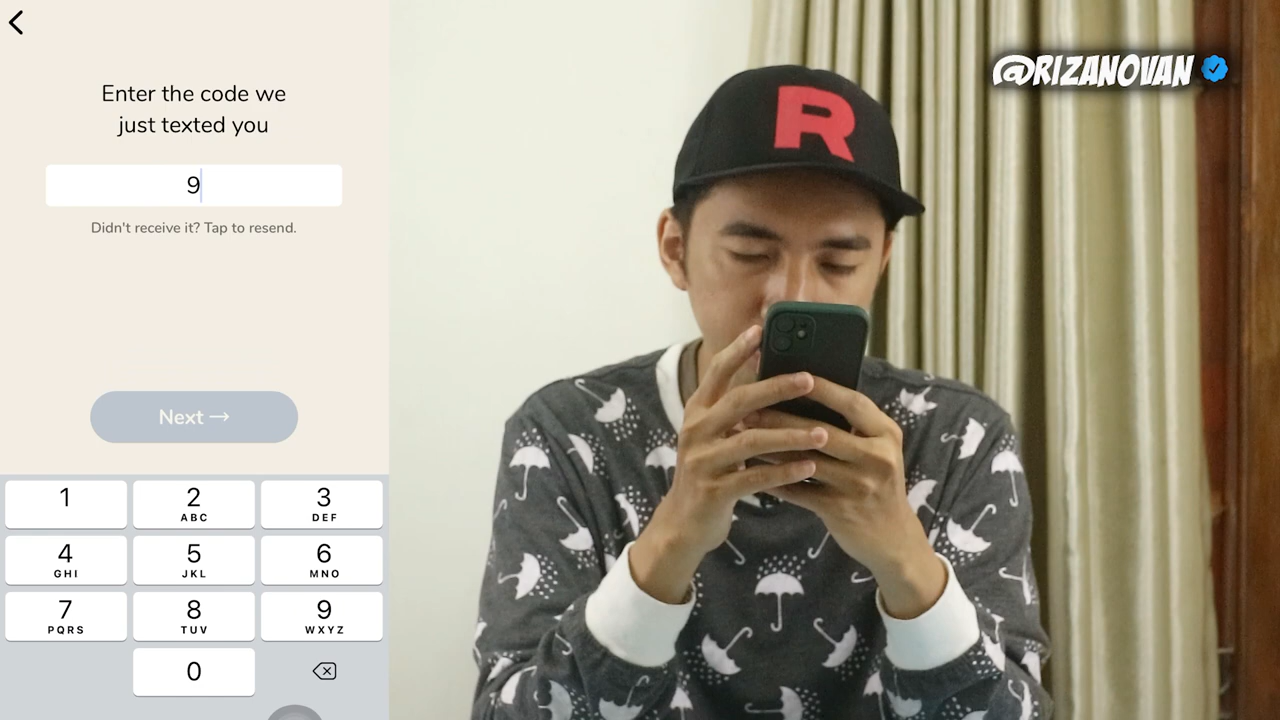 Enter the code we
just texted you
9
Didn't receive it? Tap to resend.
Next →
1
2
ABC
3
DEF
4
GHI
5
JKL
6
MNO
7
PQRS
8
TUV
9
WXYZ
0
@RIZANOVAN
R